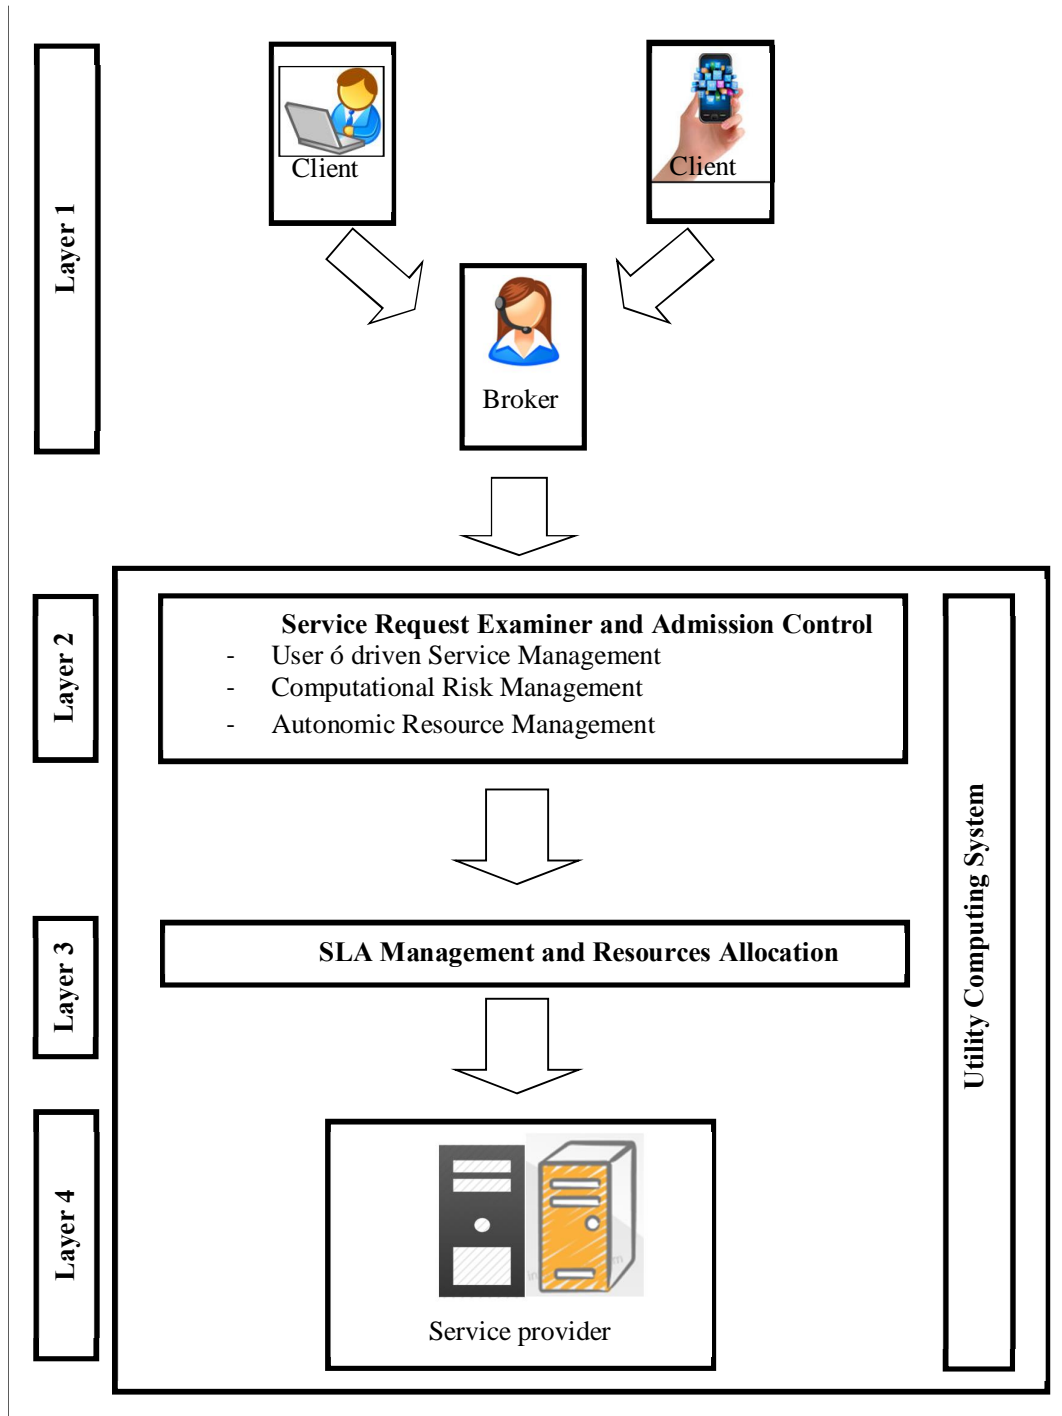 Layer 1
Client
Client
Broker
Layer 2
Service Request Examiner and Admission Control
- User ó driven Service Management
- Computational Risk Management
- Autonomic Resource Management
Layer 3
SLA Management and Resources Allocation
Utility Computing System
Layer 4
Service provider